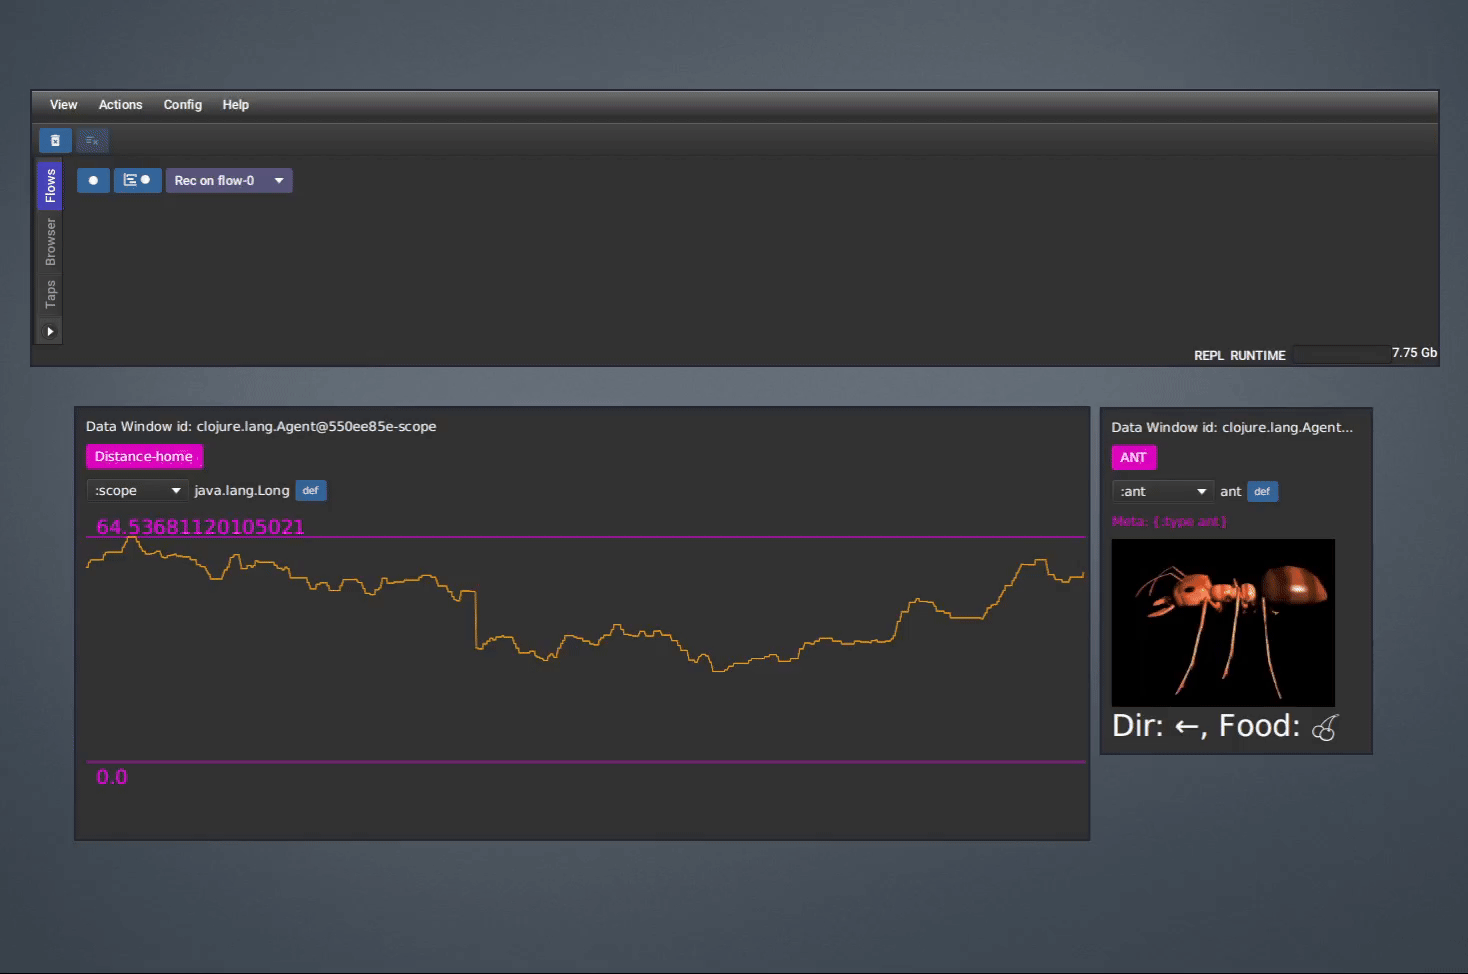 View Actions Config Help
Flows
Rec on flow-0
Browser
Taps
REPL RUNTIME 7.75 Gb
Data Window id: clojure.lang.Agent@550ee85e-scope
Distance-home
:scope java.lang.Long def
64.53681120105021
0.0
Data Window id: clojure.lang.Agent...
ANT
:ant ant def
Meta: {:type ant}
Dir: ←, Food: 🍒